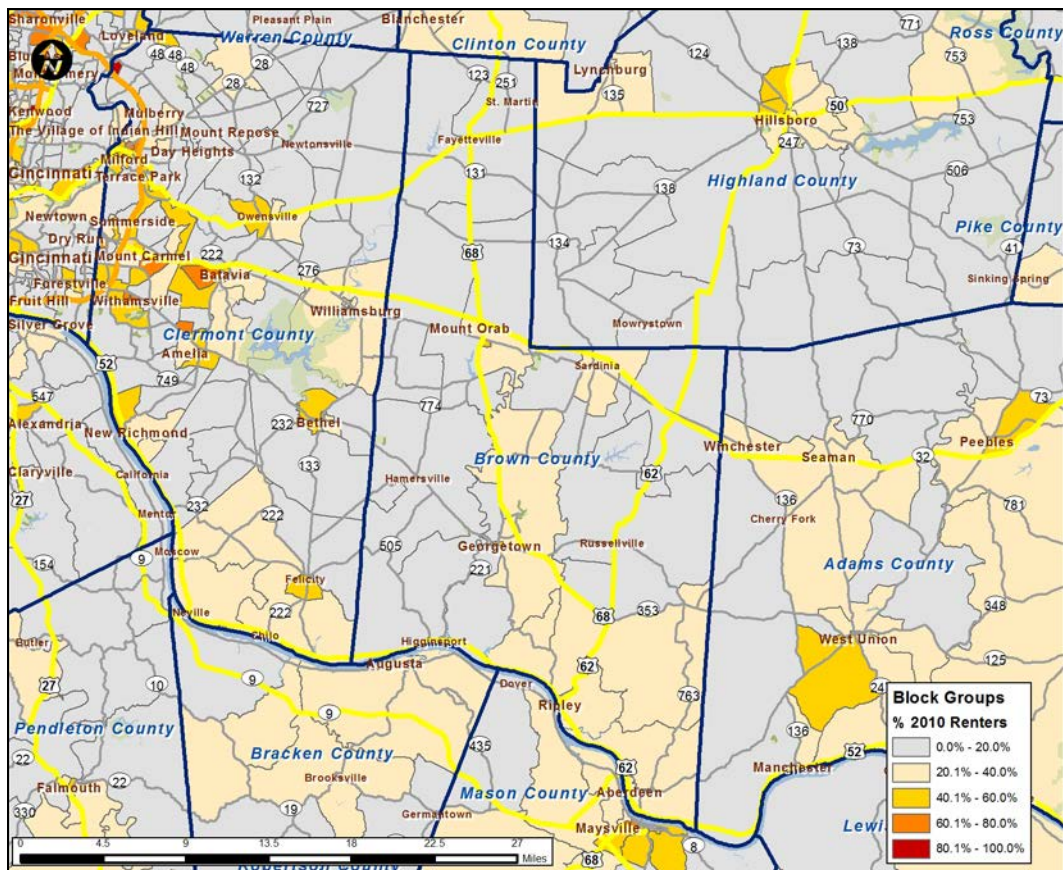 Sharonville
Loveland
Pleasant Plain
Blanchester
771
Warren County
Clinton County
Ross County
48
48
48
28
28
124
138
753
753
N
Montgomery
123
251
Lynchburg
135
St. Martin
727
Kenwood
Mulberry
Hillsboro
50
753
The Village of Indian Hill
Mount Repose
Newtonsville
Fayetteville
247
Milford
Day Heights
Cincinnati
Terrace Park
132
131
138
Highland County
506
Newtown
Summerside
Owensville
Dry Run
134
Pike County
Cincinnati
Mount Carmel
222
68
73
41
Batavia
276
Sinking Spring
Forestville
Fruit Hill
Withamsville
Williamsburg
Silver Grove
Clermont County
Mount Orab
Mowrystown
52
Amelia
Sardinia
749
547
774
73
Alexandria
New Richmond
232
Bethel
770
Winchester
Seaman
Peebles
32
Claryville
California
133
Brown County
62
27
Hamersville
136
781
Mentor
232
222
Cherry Fork
Moscow
505
Georgetown
Russellville
9
154
221
Adams County
Felicity
Neville
222
68
353
348
Philo
Butler
Higginsport
West Union
Augusta
62
125
27
10
9
Dover
763
Ripley
9
136
52
Pendleton County
Bracken County
435
62
Manchester
22
22
Brooksville
Mason County
Aberdeen
Falmouth
Germantown
330
19
Maysville
8
68
Robertson County
Block Groups
% 2010 Renters
0.0% - 20.0%
20.1% - 40.0%
40.1% - 60.0%
60.1% - 80.0%
80.1% - 100.0%
0 4.5 9 13.5 18 22.5 27
Miles